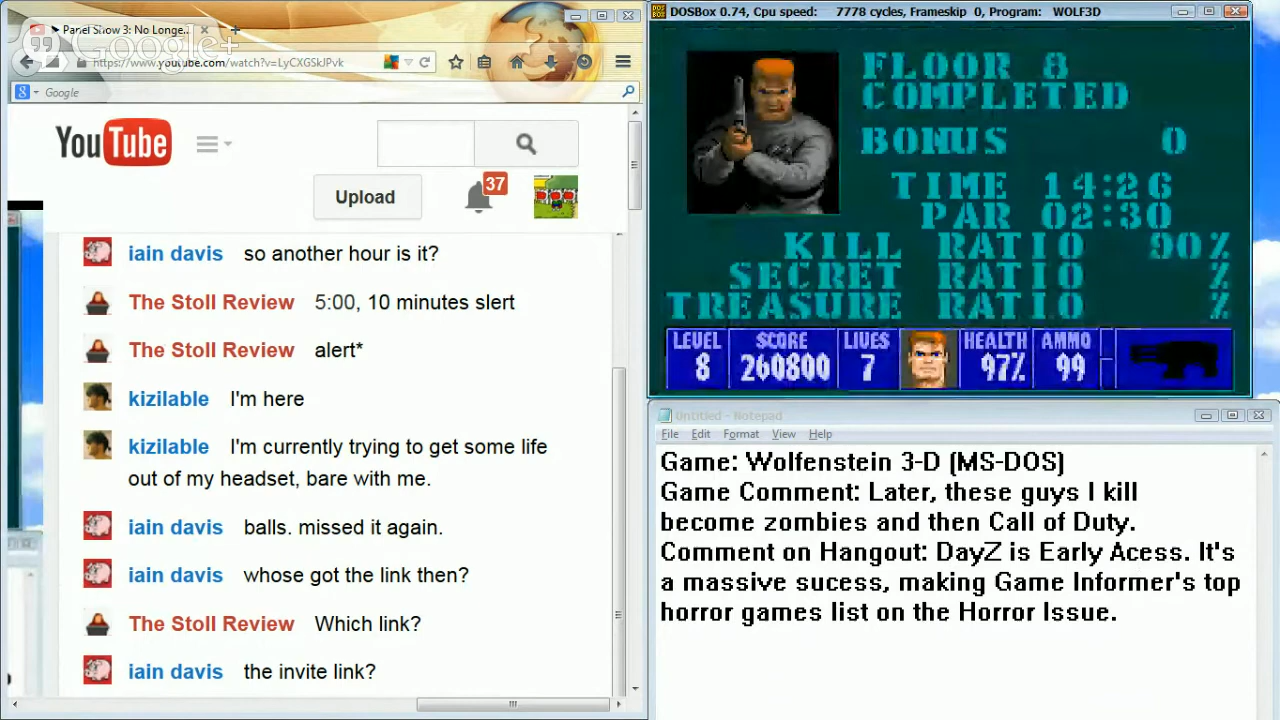 Panel Show 3: No Longe...
Google+
https://www.youtube.com/watch?v=LyCXGSkJPvk
Google
YouTube
Upload
37
iain davis so another hour is it?
The Stoll Review 5:00, 10 minutes slert
The Stoll Review alert*
kizilable I'm here
kizilable I'm currently trying to get some life
out of my headset, bare with me.
iain davis balls. missed it again.
iain davis whose got the link then?
The Stoll Review Which link?
iain davis the invite link?
DOSBox 0.74, Cpu speed: 7778 cycles, Frameskip 0, Program: WOLF3D
FLOOR 8
COMPLETED
BONUS 0
TIME 14:26
PAR 02:30
KILL RATIO 90%
SECRET RATIO %
TREASURE RATIO %
LEVEL SCORE LIVES HEALTH AMMO
8 260800 7 97% 99
Untitled - Notepad
File Edit Format View Help
Game: Wolfenstein 3-D (MS-DOS)
Game Comment: Later, these guys I kill
become zombies and then Call of Duty.
Comment on Hangout: DayZ is Early Acess. It's
a massive sucess, making Game Informer's top
horror games list on the Horror Issue.